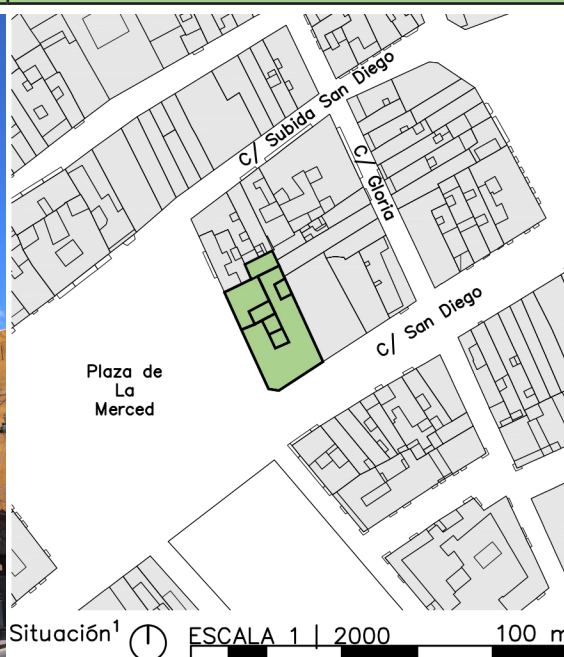 C/ Subida San Diego
C/ Gloria
C/ San Diego
Plaza de
La
Merced
Situación¹ ESCALA 1 | 2000 100 m